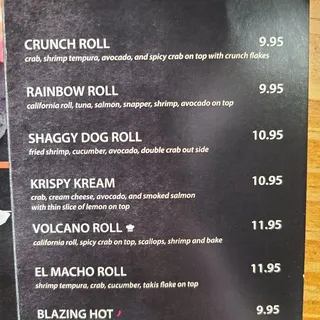 CRUNCH ROLL 9.95
crab, shrimp tempura, avocado, and spicy crab on top with crunch flakes
RAINBOW ROLL 9.95
california roll, tuna, salmon, snapper, shrimp, avocado on top
SHAGGY DOG ROLL 10.95
fried shrimp, cucumber, avocado, double crab out side
KRISPY KREAM 10.95
crab, cream cheese, avocado, and smoked salmon
with thin slice of lemon on top
VOLCANO ROLL 11.95
california roll, spicy crab on top, scallops, shrimp and bake
EL MACHO ROLL 11.95
shrimp tempura, crab, cucumber, takis flake on top
BLAZING HOT 9.95